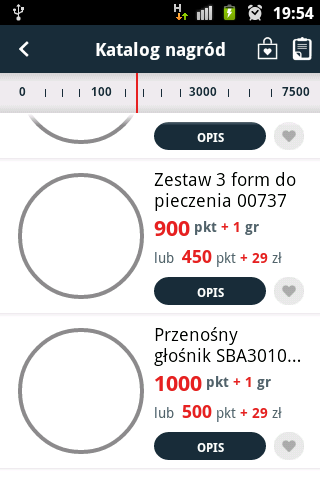 H 19:54
Katalog nagród
0 100 3000 7500
OPIS
Zestaw 3 form do
pieczenia 00737
900 pkt + 1 gr
lub 450 pkt + 29 zł
OPIS
Przenośny
głośnik SBA3010...
1000 pkt + 1 gr
lub 500 pkt + 29 zł
OPIS